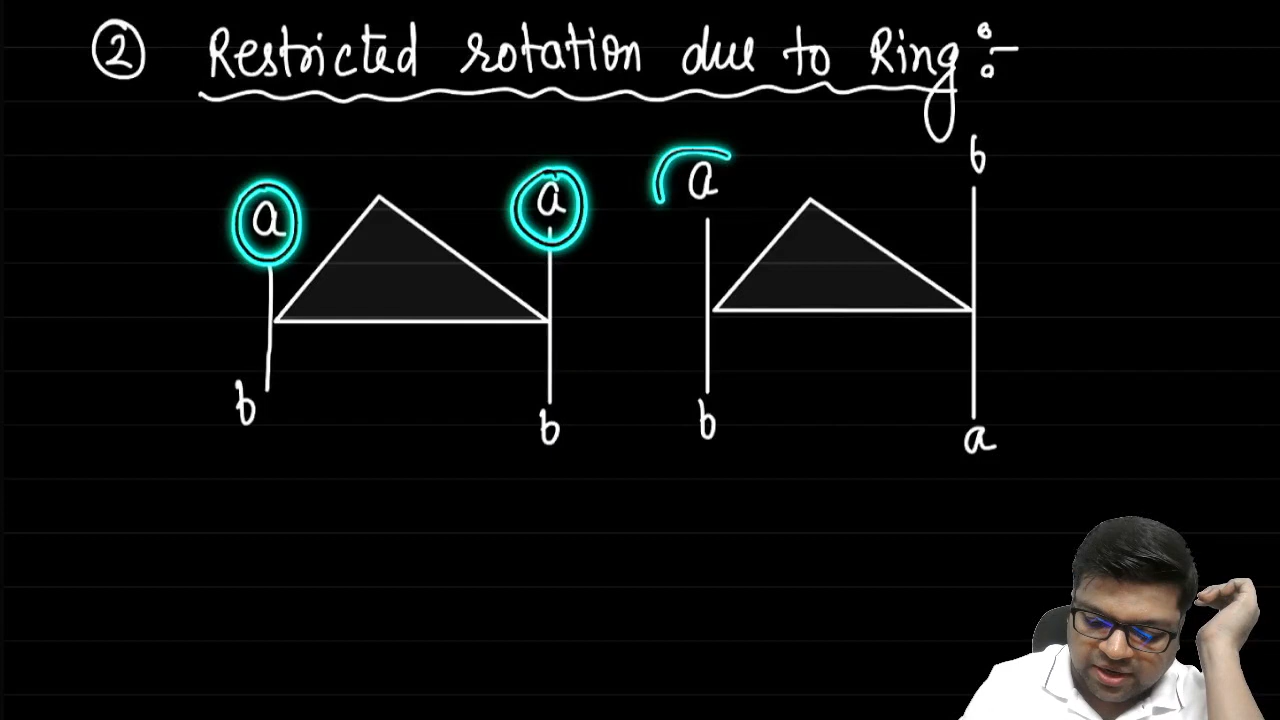 ② Restricted rotation due to Ring :-
a a a b
b b b a